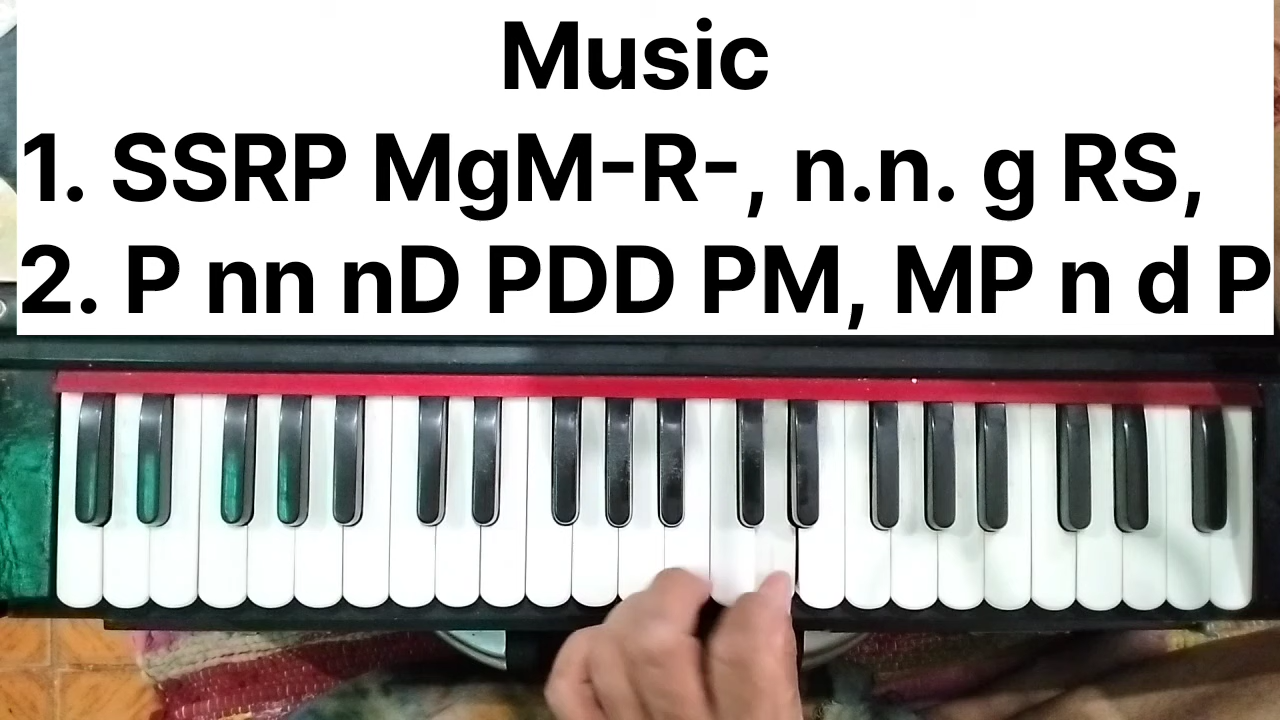 Music
1. SSRP MgM-R-, n.n. g RS,
2. P nn nD PDD PM, MP n d P